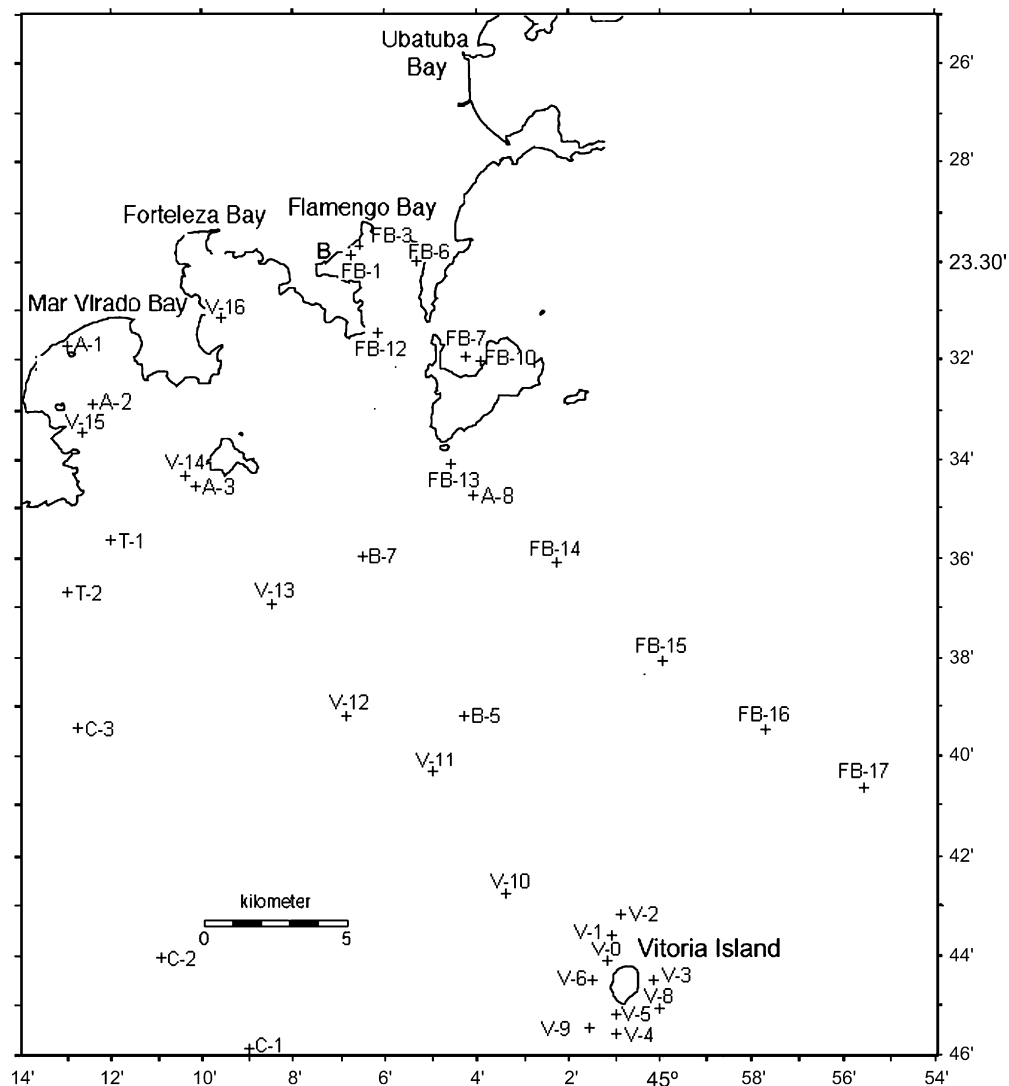 Ubatuba
Bay
26'
28'
Flamengo Bay
Forteleza Bay
FB-3
B
FB-6
23.30'
FB-1
Mar VIrado Bay
V-16
FB-7
A-1
FB-12
FB-10
32'
A-2
V-15
34'
V-14
FB-13
A-3
A-8
T-1
FB-14
B-7
36'
V-13
T-2
FB-15
38'
V-12
FB-16
B-5
C-3
40'
V-11
FB-17
42'
V-10
kilometer
V-2
V-1
0 5
V-0
Vitoria Island
44'
C-2
V-6
V-3
V-8
V-5
V-9
V-4
C-1
46'
14' 12' 10' 8' 6' 4' 2' 45º 58' 56' 54'